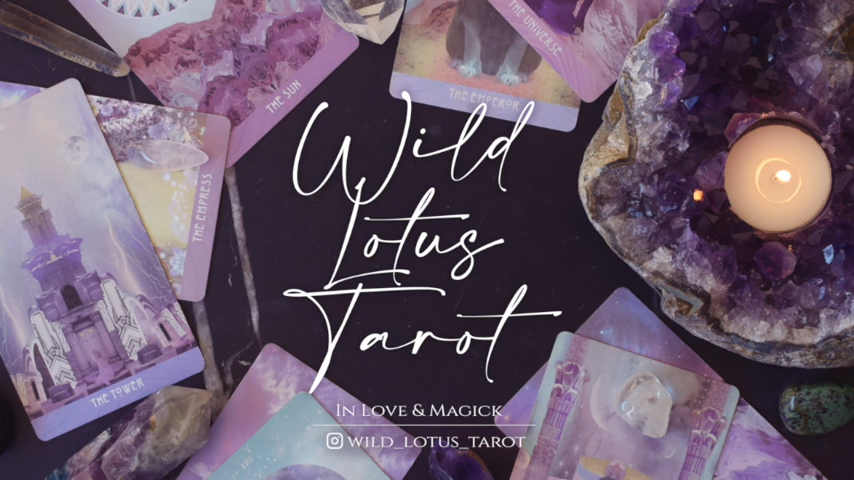 THE SUN
THE EMPEROR
THE UNIVERSE
THE EMPRESS
THE TOWER
Wild
Lotus
Tarot
IN LOVE & MAGICK
WILD_LOTUS_TAROT